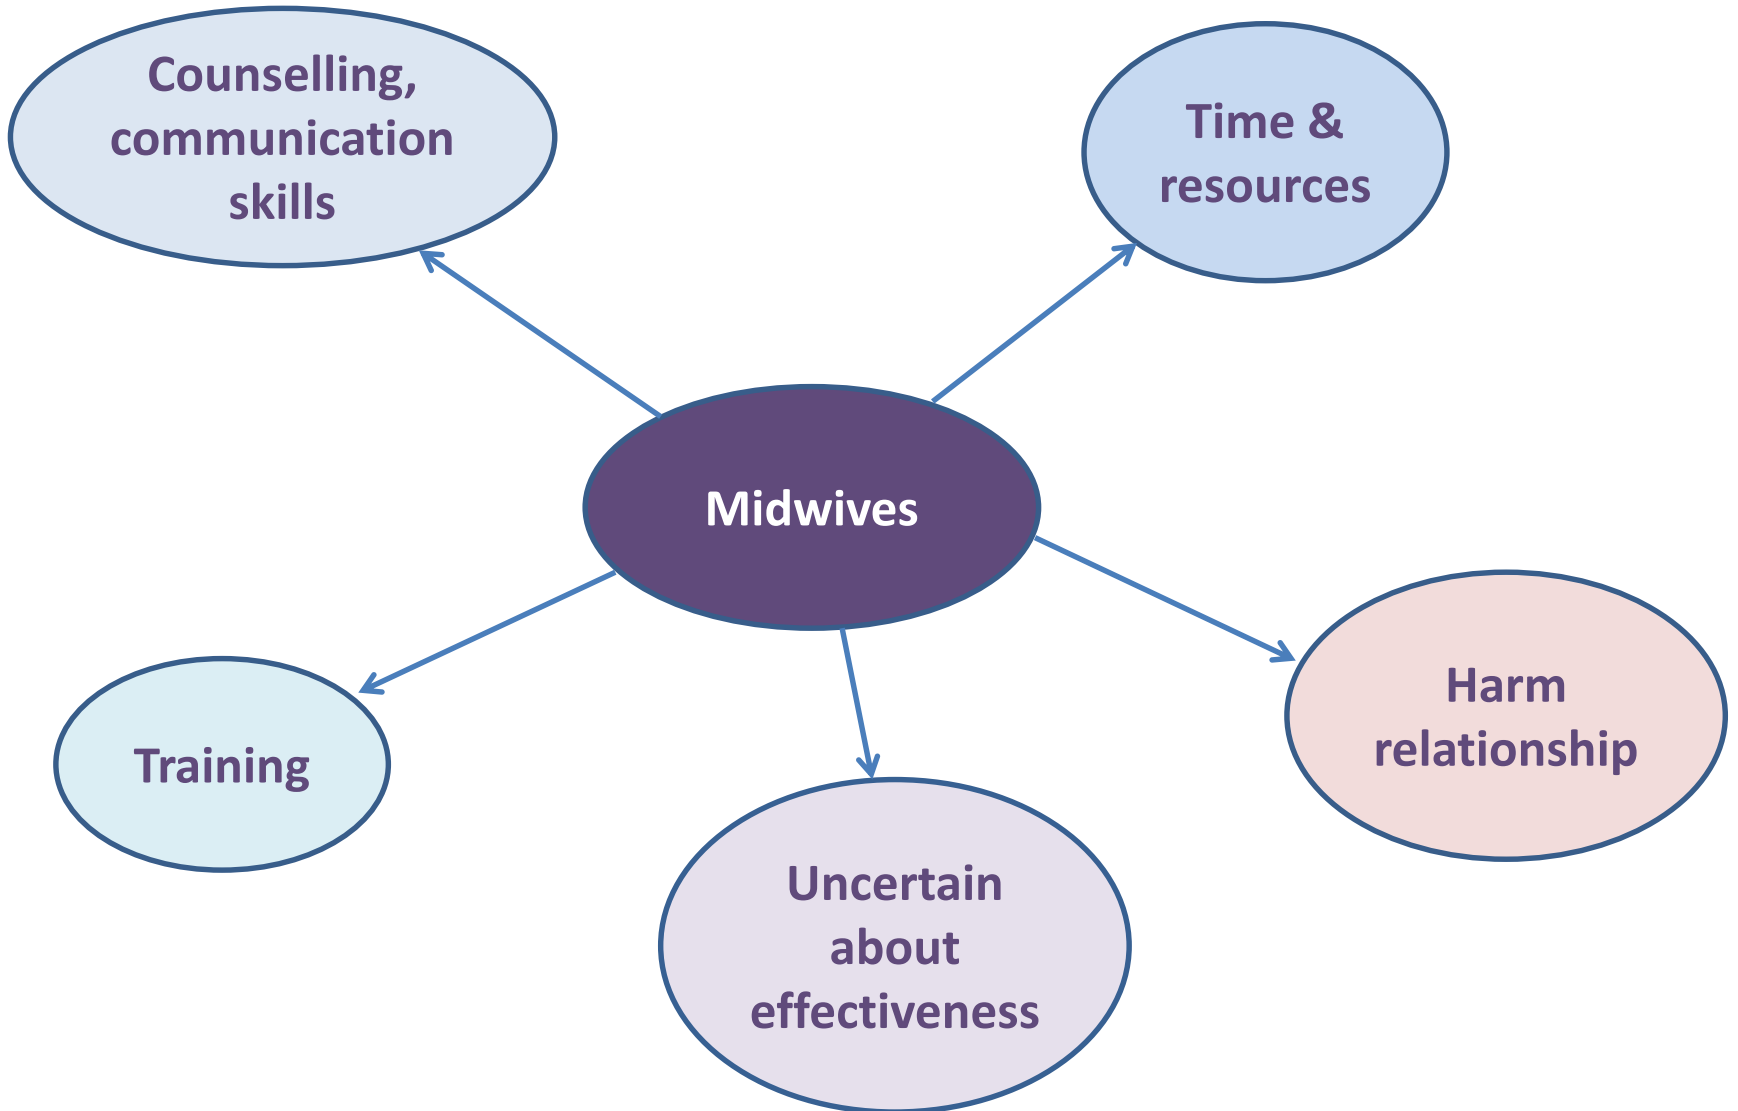 Counselling,
communication
skills
Time &
resources
Midwives
Harm
relationship
Training
Uncertain
about
effectiveness